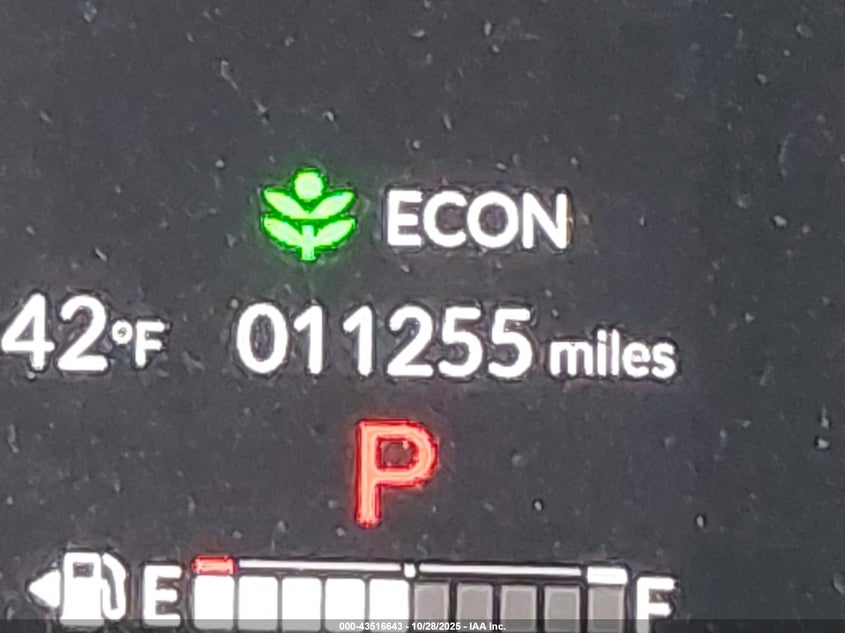 ECON
42°F 011255 miles
P
E F
000-43516643 - 10/28/2025 - IAA Inc.